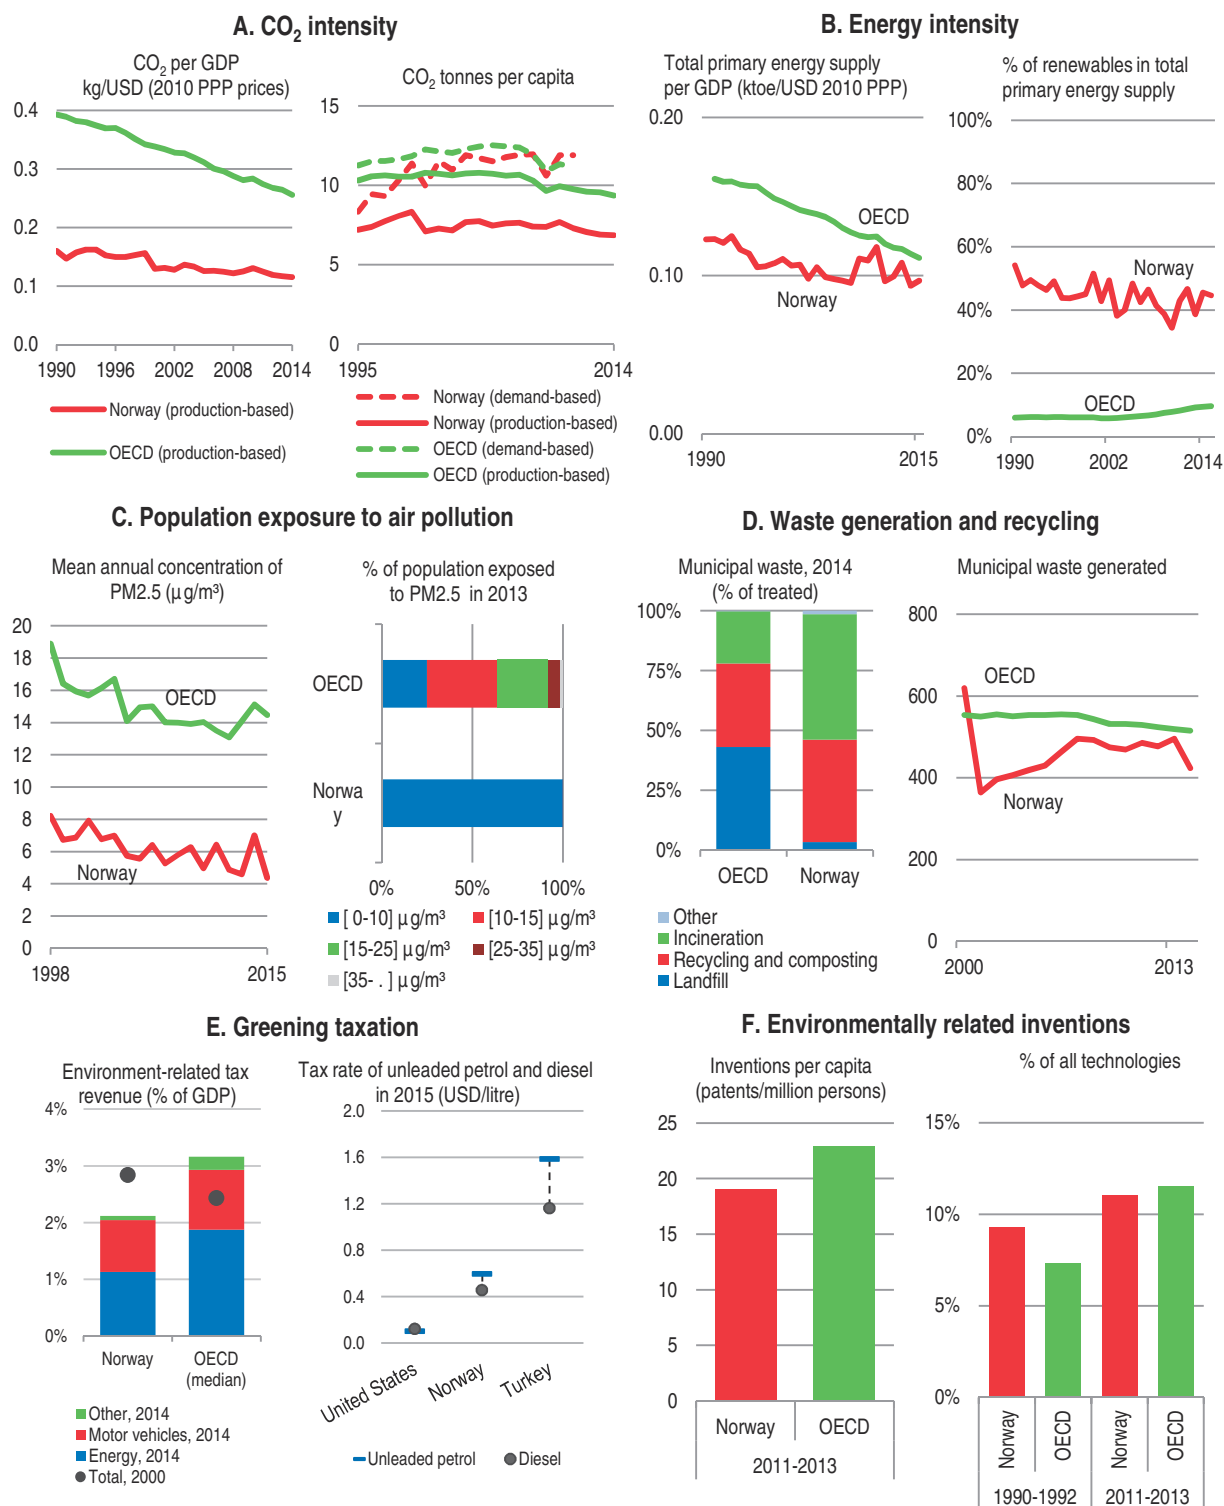 A. CO₂ intensity
CO₂ per GDP
kg/USD (2010 PPP prices)
0.4
0.3
0.2
0.1
0.0
1990
1996
2002
2008
2014
Norway (production-based)
OECD (production-based)
CO₂ tonnes per capita
15
10
5
0
1995
2014
Norway (demand-based)
Norway (production-based)
OECD (demand-based)
OECD (production-based)
B. Energy intensity
Total primary energy supply
per GDP (ktoe/USD 2010 PPP)
0.20
0.10
0.00
OECD
Norway
1990
2015
% of renewables in total
primary energy supply
100%
80%
60%
40%
20%
0%
Norway
OECD
1990
2002
2014
C. Population exposure to air pollution
Mean annual concentration of
PM2.5 (µg/m³)
20
18
16
14
12
10
8
6
4
2
0
OECD
Norway
1998
2015
% of population exposed
to PM2.5 in 2013
OECD
Norwa
y
0%
50%
100%
[ 0-10] µg/m³
[10-15] µg/m³
[15-25] µg/m³
[25-35] µg/m³
[35- . ] µg/m³
D. Waste generation and recycling
Municipal waste, 2014
(% of treated)
100%
75%
50%
25%
0%
OECD
Norway
Other
Incineration
Recycling and composting
Landfill
Municipal waste generated
800
600
400
200
0
OECD
Norway
2000
2013
E. Greening taxation
Environment-related tax
revenue (% of GDP)
4%
3%
2%
1%
0%
Norway
OECD
(median)
Other, 2014
Motor vehicles, 2014
Energy, 2014
Total, 2000
Tax rate of unleaded petrol and diesel
in 2015 (USD/litre)
2.0
1.6
1.2
0.8
0.4
0.0
United States
Norway
Turkey
Unleaded petrol
Diesel
F. Environmentally related inventions
Inventions per capita
(patents/million persons)
25
20
15
10
5
0
Norway
OECD
2011-2013
% of all technologies
15%
10%
5%
0%
Norway
OECD
Norway
OECD
1990-1992
2011-2013